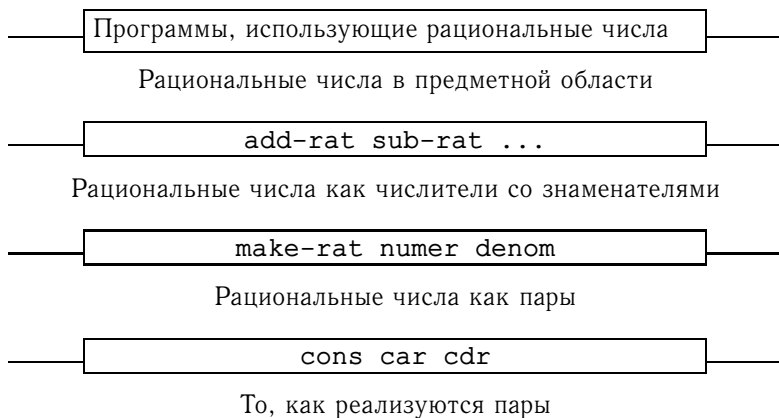 Программы, использующие рациональные числа
Рациональные числа в предметной области
add-rat sub-rat ...
Рациональные числа как числители со знаменателями
make-rat numer denom
Рациональные числа как пары
cons car cdr
То, как реализуются пары